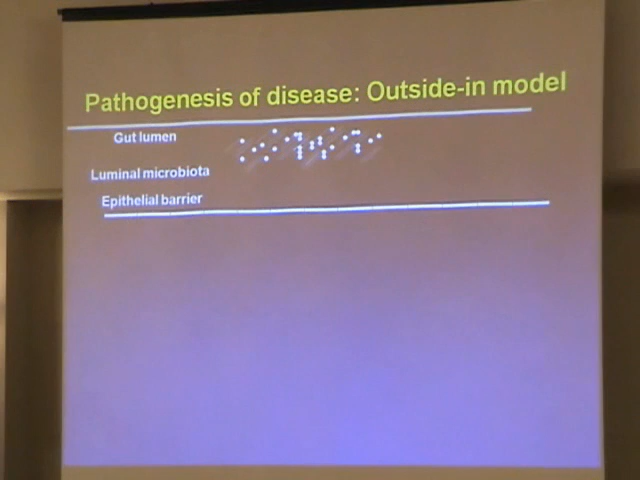 Pathogenesis of disease: Outside-in model
Gut lumen
Luminal microbiota
Epithelial barrier